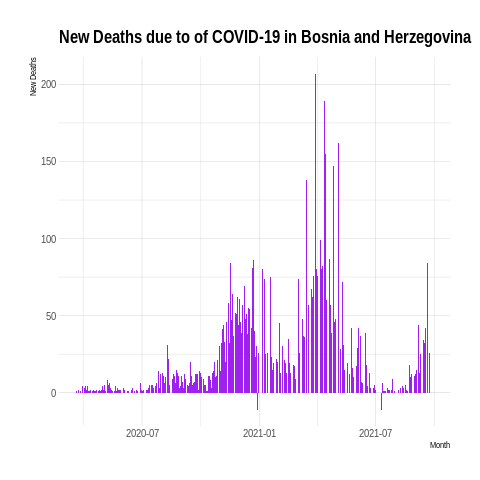 New Deaths due to of COVID-19 in Bosnia and Herzegovina
New Deaths
200
150
100
50
0
2020-07 2021-01 2021-07
Month